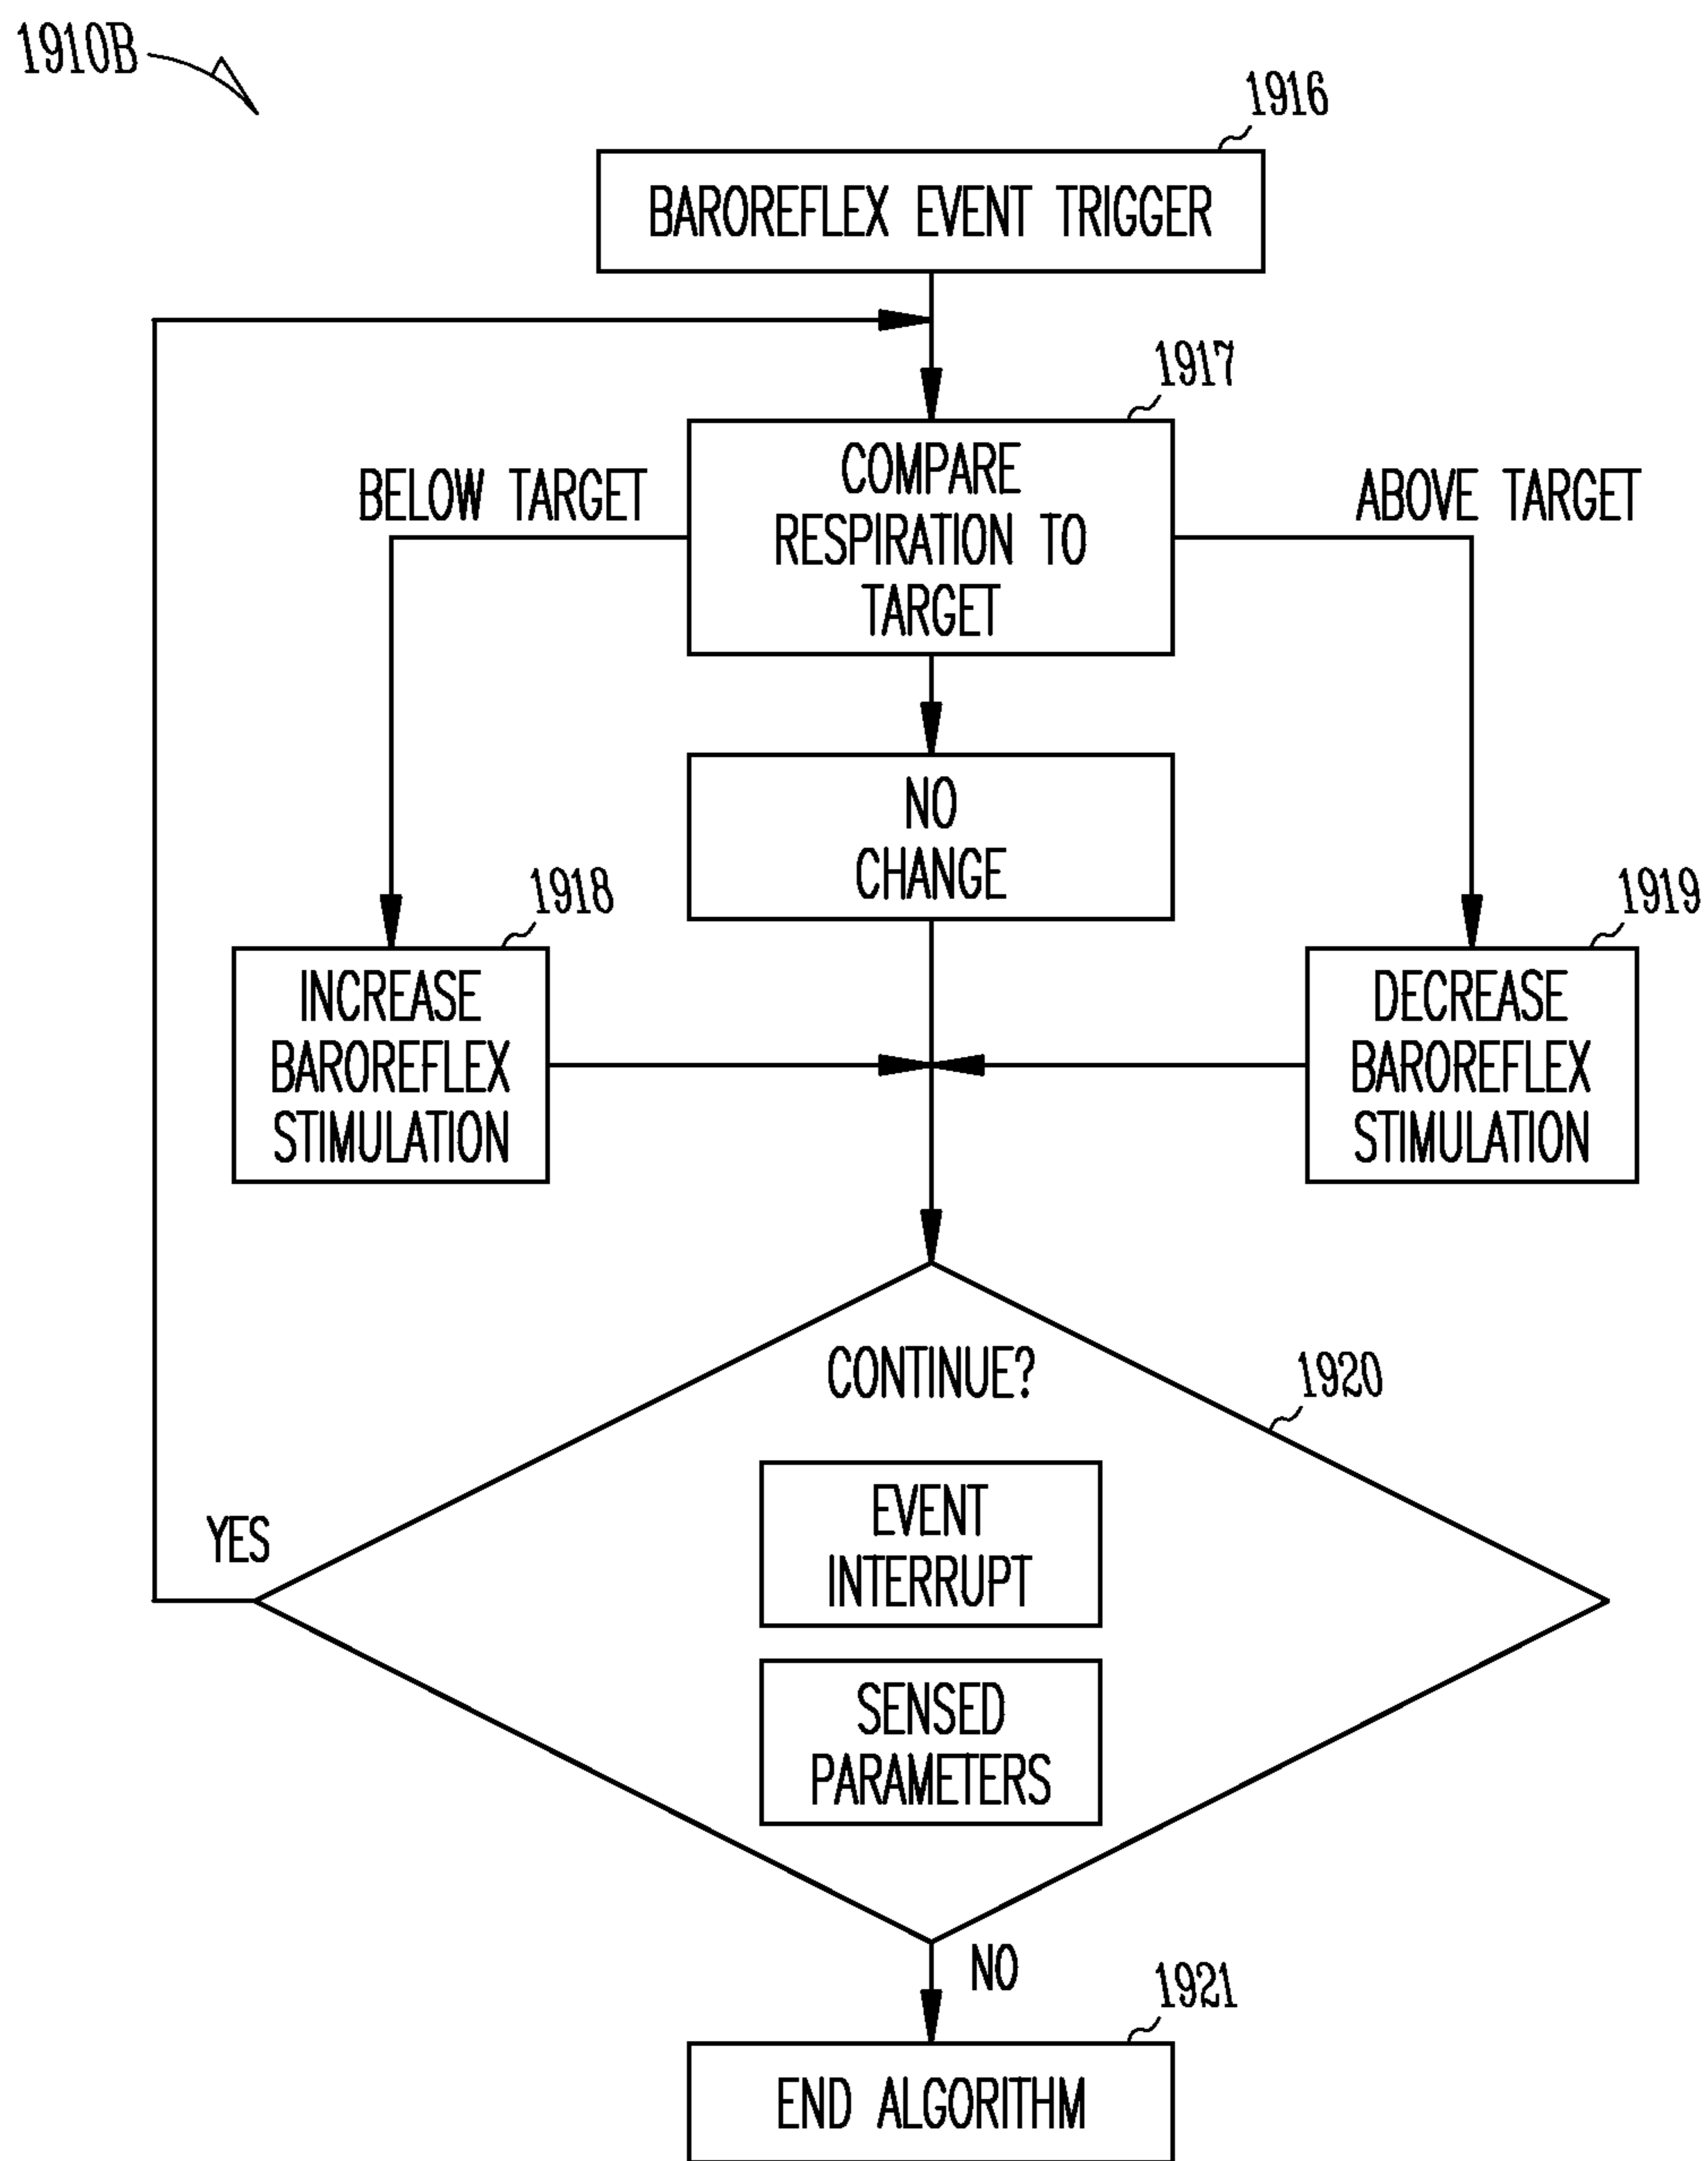 1910B
1916
BAROREFLEX EVENT TRIGGER
1917
COMPARE
RESPIRATION TO
TARGET
BELOW TARGET
ABOVE TARGET
NO
CHANGE
1918
INCREASE
BAROREFLEX
STIMULATION
1919
DECREASE
BAROREFLEX
STIMULATION
CONTINUE?
1920
EVENT
INTERRUPT
SENSED
PARAMETERS
YES
NO
1921
END ALGORITHM